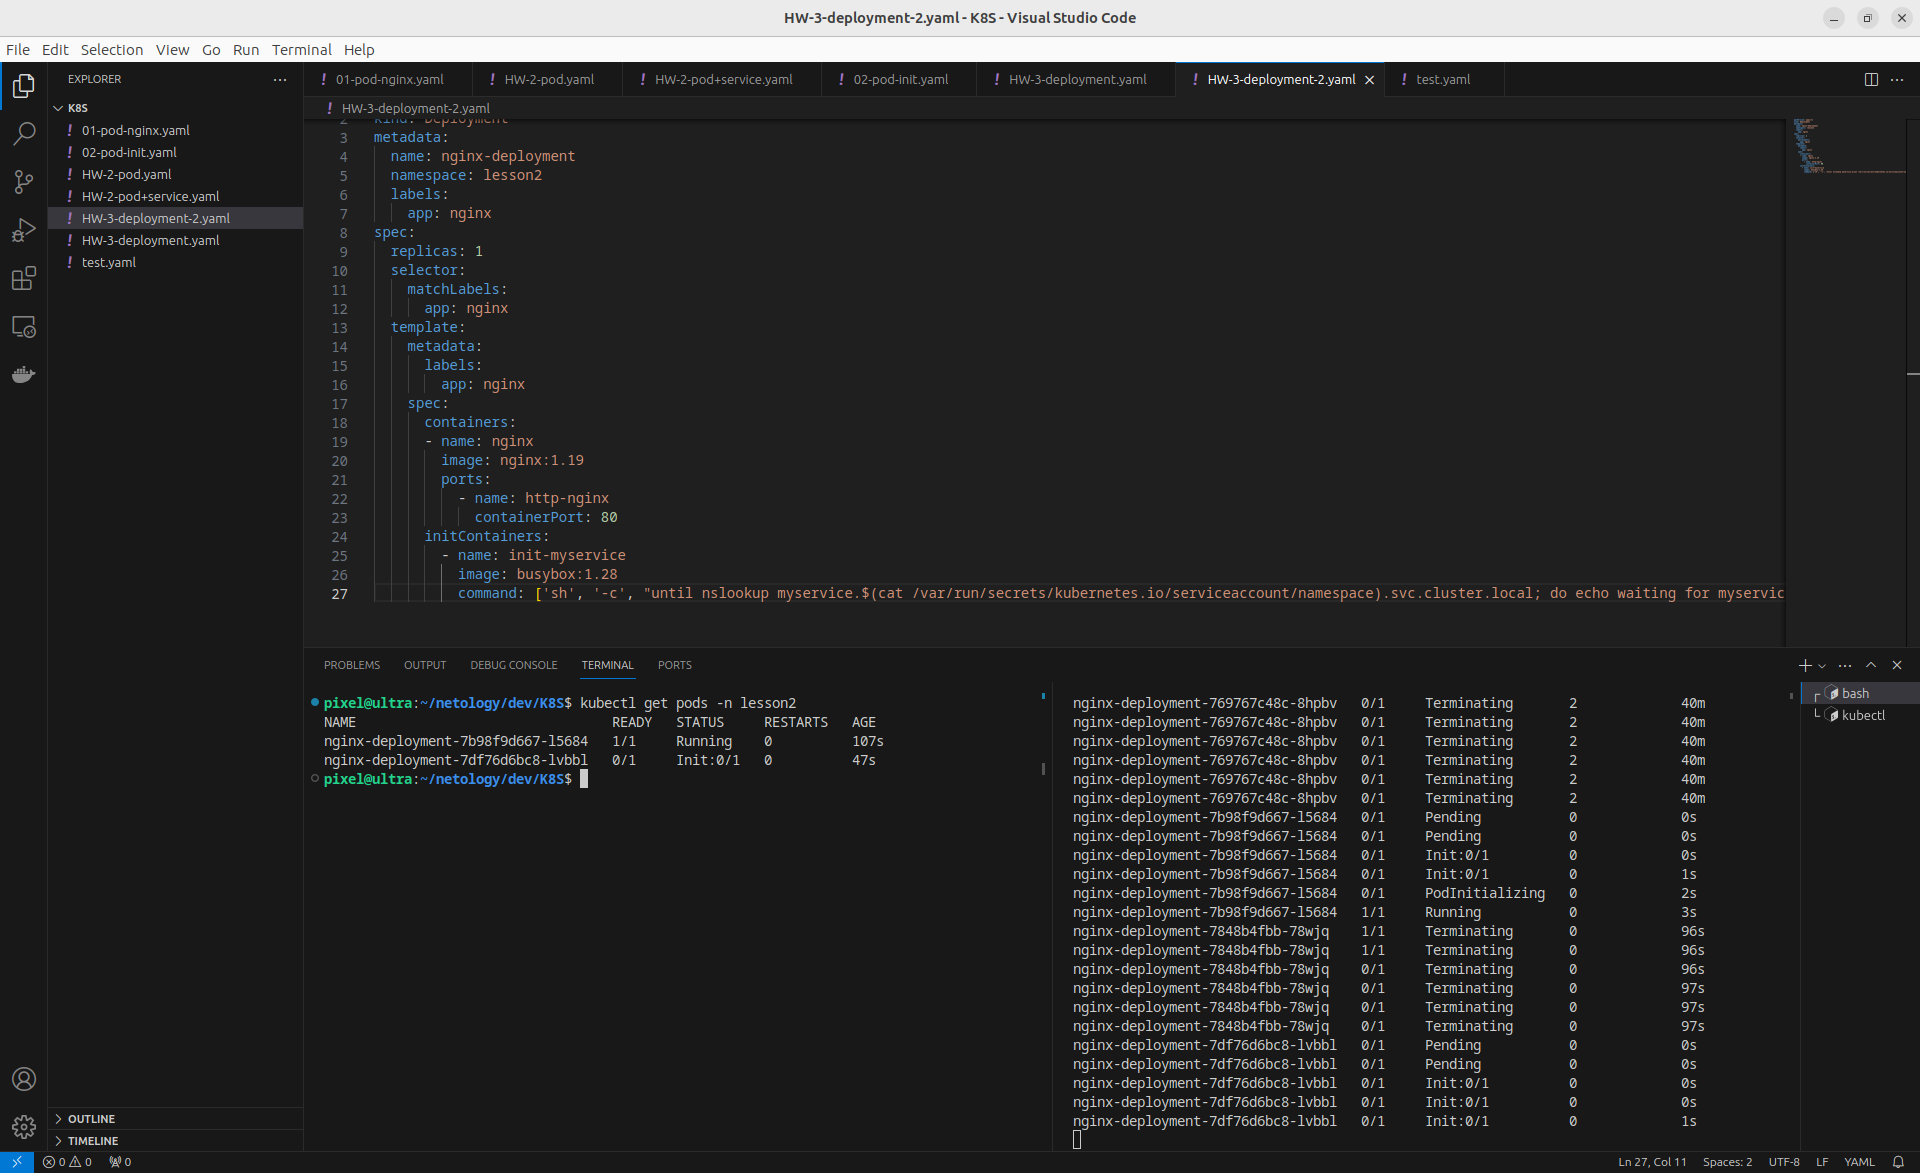 HW-3-deployment-2.yaml - K8S - Visual Studio Code
File Edit Selection View Go Run Terminal Help
EXPLORER
K8S
01-pod-nginx.yaml
02-pod-init.yaml
HW-2-pod.yaml
HW-2-pod+service.yaml
HW-3-deployment-2.yaml
HW-3-deployment.yaml
test.yaml
OUTLINE
TIMELINE
! 01-pod-nginx.yaml ! HW-2-pod.yaml ! HW-2-pod+service.yaml ! 02-pod-init.yaml ! HW-3-deployment.yaml ! HW-3-deployment-2.yaml ! test.yaml
! HW-3-deployment-2.yaml
2 kind: Deployment
3 metadata:
4 name: nginx-deployment
5 namespace: lesson2
6 labels:
7 app: nginx
8 spec:
9 replicas: 1
10 selector:
11 matchLabels:
12 app: nginx
13 template:
14 metadata:
15 labels:
16 app: nginx
17 spec:
18 containers:
19 - name: nginx
20 image: nginx:1.19
21 ports:
22 - name: http-nginx
23 containerPort: 80
24 initContainers:
25 - name: init-myservice
26 image: busybox:1.28
27 command: ['sh', '-c', "until nslookup myservice.$(cat /var/run/secrets/kubernetes.io/serviceaccount/namespace).svc.cluster.local; do echo waiting for myservic
PROBLEMS OUTPUT DEBUG CONSOLE TERMINAL PORTS
pixel@ultra:~/netology/dev/K8S$ kubectl get pods -n lesson2
NAME READY STATUS RESTARTS AGE
nginx-deployment-7b98f9d667-l5684 1/1 Running 0 107s
nginx-deployment-7df76d6bc8-lvbbl 0/1 Init:0/1 0 47s
pixel@ultra:~/netology/dev/K8S$
nginx-deployment-769767c48c-8hpbv 0/1 Terminating 2 40m
nginx-deployment-769767c48c-8hpbv 0/1 Terminating 2 40m
nginx-deployment-769767c48c-8hpbv 0/1 Terminating 2 40m
nginx-deployment-769767c48c-8hpbv 0/1 Terminating 2 40m
nginx-deployment-769767c48c-8hpbv 0/1 Terminating 2 40m
nginx-deployment-769767c48c-8hpbv 0/1 Terminating 2 40m
nginx-deployment-7b98f9d667-l5684 0/1 Pending 0 0s
nginx-deployment-7b98f9d667-l5684 0/1 Pending 0 0s
nginx-deployment-7b98f9d667-l5684 0/1 Init:0/1 0 0s
nginx-deployment-7b98f9d667-l5684 0/1 Init:0/1 0 1s
nginx-deployment-7b98f9d667-l5684 0/1 PodInitializing 0 2s
nginx-deployment-7b98f9d667-l5684 1/1 Running 0 3s
nginx-deployment-7848b4fbb-78wjq 1/1 Terminating 0 96s
nginx-deployment-7848b4fbb-78wjq 1/1 Terminating 0 96s
nginx-deployment-7848b4fbb-78wjq 0/1 Terminating 0 96s
nginx-deployment-7848b4fbb-78wjq 0/1 Terminating 0 97s
nginx-deployment-7848b4fbb-78wjq 0/1 Terminating 0 97s
nginx-deployment-7848b4fbb-78wjq 0/1 Terminating 0 97s
nginx-deployment-7df76d6bc8-lvbbl 0/1 Pending 0 0s
nginx-deployment-7df76d6bc8-lvbbl 0/1 Pending 0 0s
nginx-deployment-7df76d6bc8-lvbbl 0/1 Init:0/1 0 0s
nginx-deployment-7df76d6bc8-lvbbl 0/1 Init:0/1 0 0s
nginx-deployment-7df76d6bc8-lvbbl 0/1 Init:0/1 0 1s
bash
kubectl
0 0 0
Ln 27, Col 11 Spaces: 2 UTF-8 LF YAML